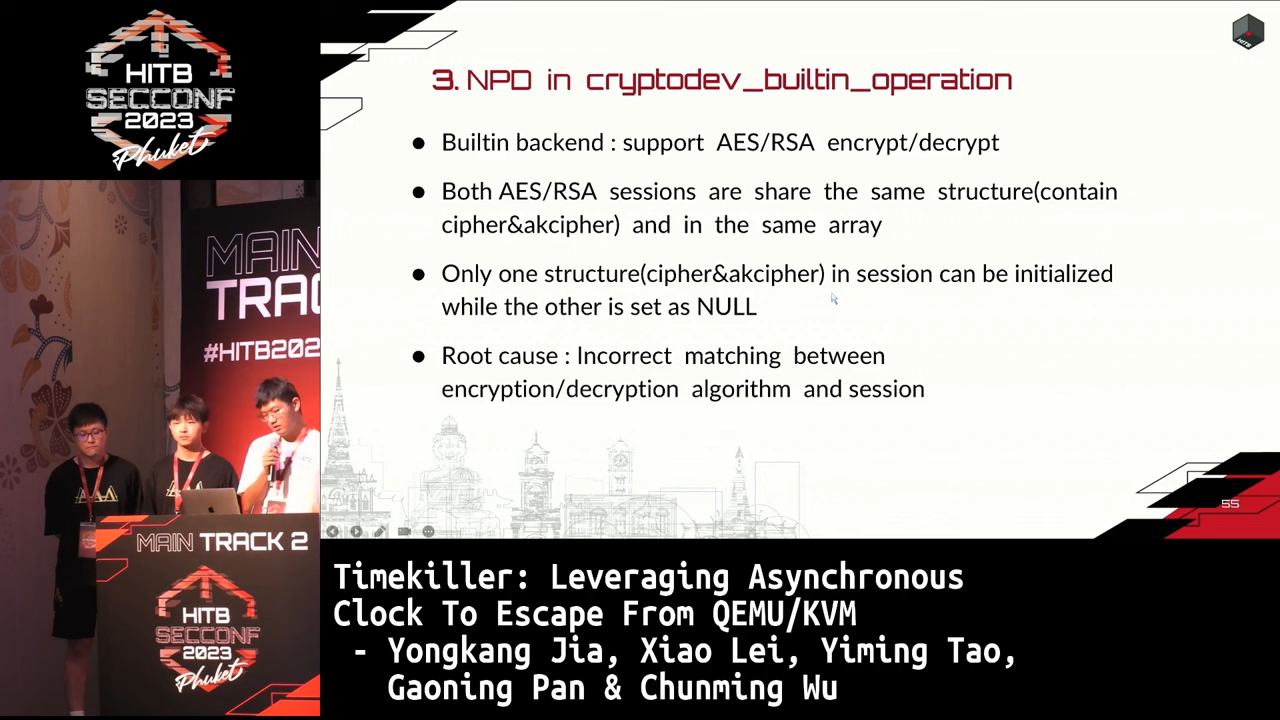 HITB
SECCONF
2023
Phuket
HITB
3. NPD in cryptodev_builtin_operation
● Builtin backend : support AES/RSA encrypt/decrypt
● Both AES/RSA sessions are share the same structure(contain
cipher&akcipher) and in the same array
● Only one structure(cipher&akcipher) in session can be initialized
while the other is set as NULL
● Root cause : Incorrect matching between
encryption/decryption algorithm and session
55
MAIN
TRAC
#HITB202
AAA
MAIN TRACK 2
HITB
SECCONF
2023
Phuket
Timekiller: Leveraging Asynchronous
Clock To Escape From QEMU/KVM
- Yongkang Jia, Xiao Lei, Yiming Tao,
Gaoning Pan & Chunming Wu